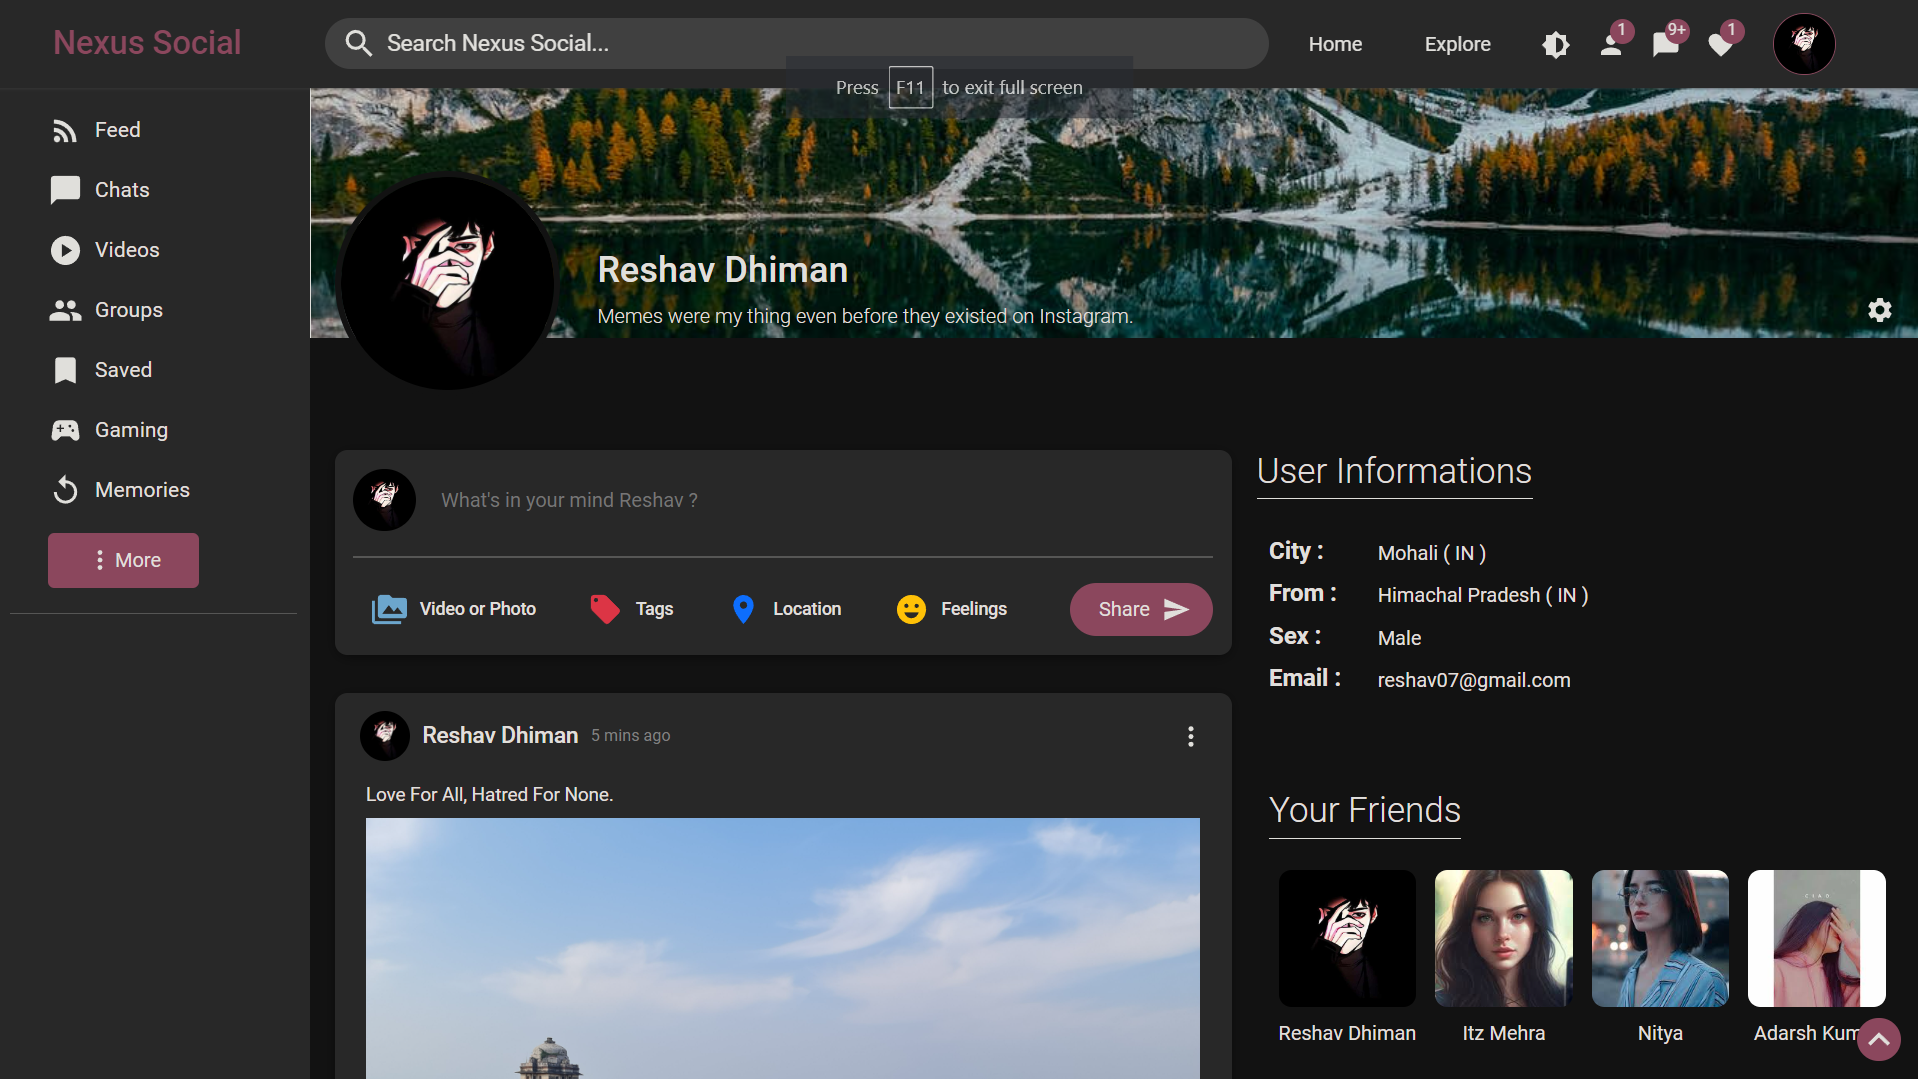 Nexus Social
Search Nexus Social...
Home
Explore
1
9+
1
Press F11 to exit full screen
Feed
Chats
Videos
Groups
Saved
Gaming
Memories
More
Reshav Dhiman
Memes were my thing even before they existed on Instagram.
What's in your mind Reshav ?
Video or Photo
Tags
Location
Feelings
Share
Reshav Dhiman 5 mins ago
Love For All, Hatred For None.
User Informations
City : Mohali ( IN )
From : Himachal Pradesh ( IN )
Sex : Male
Email : reshav07@gmail.com
Your Friends
Reshav Dhiman
Itz Mehra
Nitya
Adarsh Kum